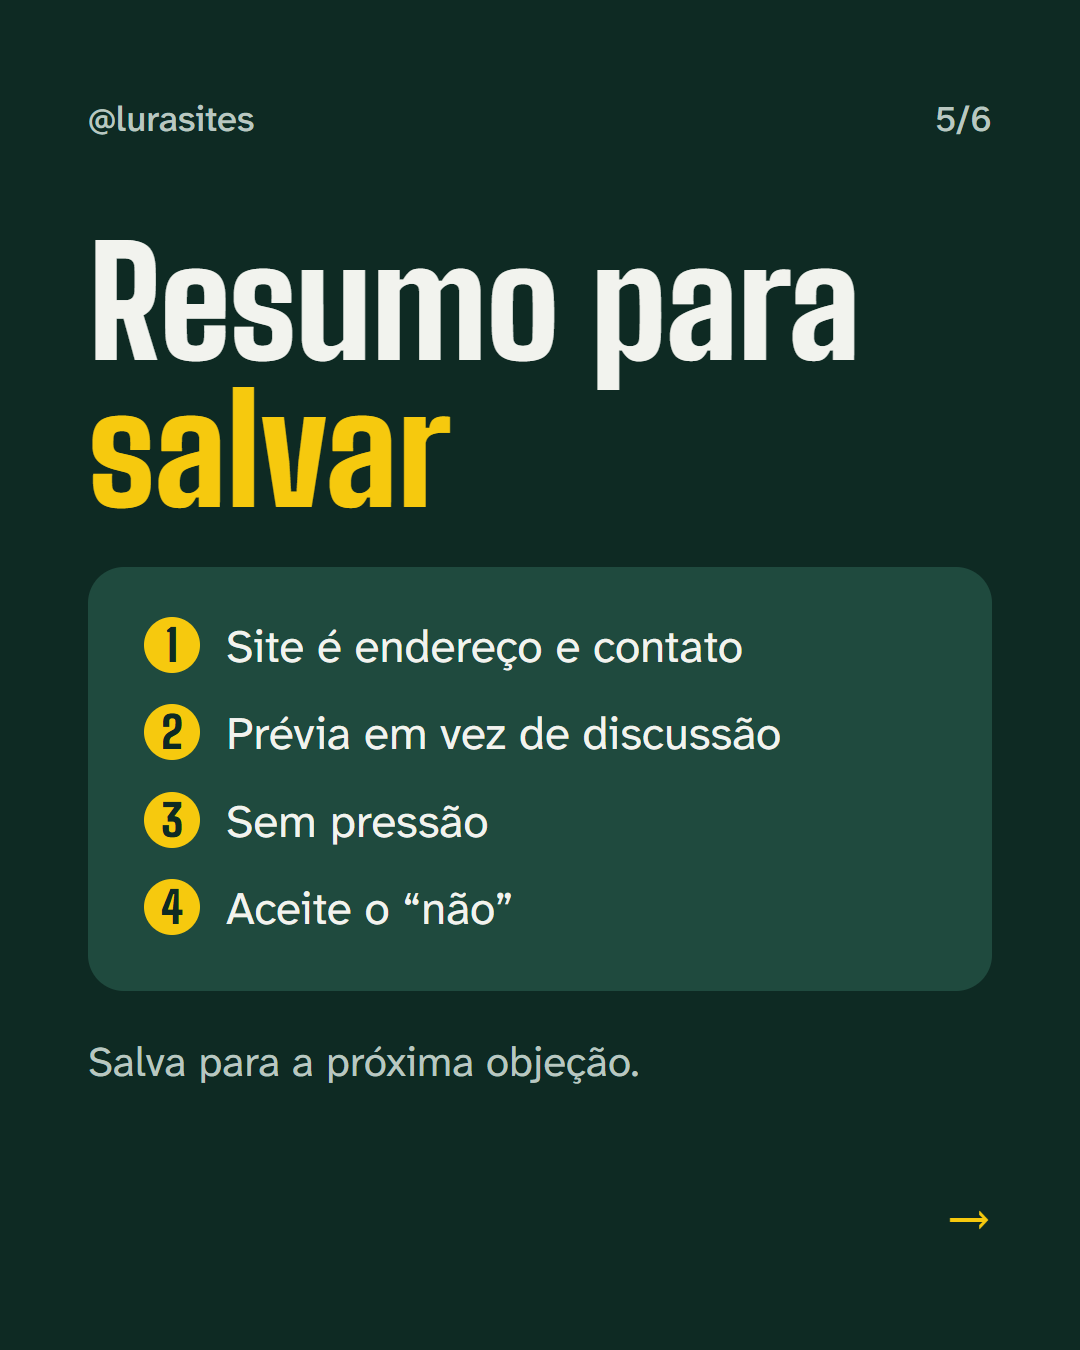 @lurasites
5/6
Resumo para
salvar
1 Site é endereço e contato
2 Prévia em vez de discussão
3 Sem pressão
4 Aceite o “não”
Salva para a próxima objeção.
→